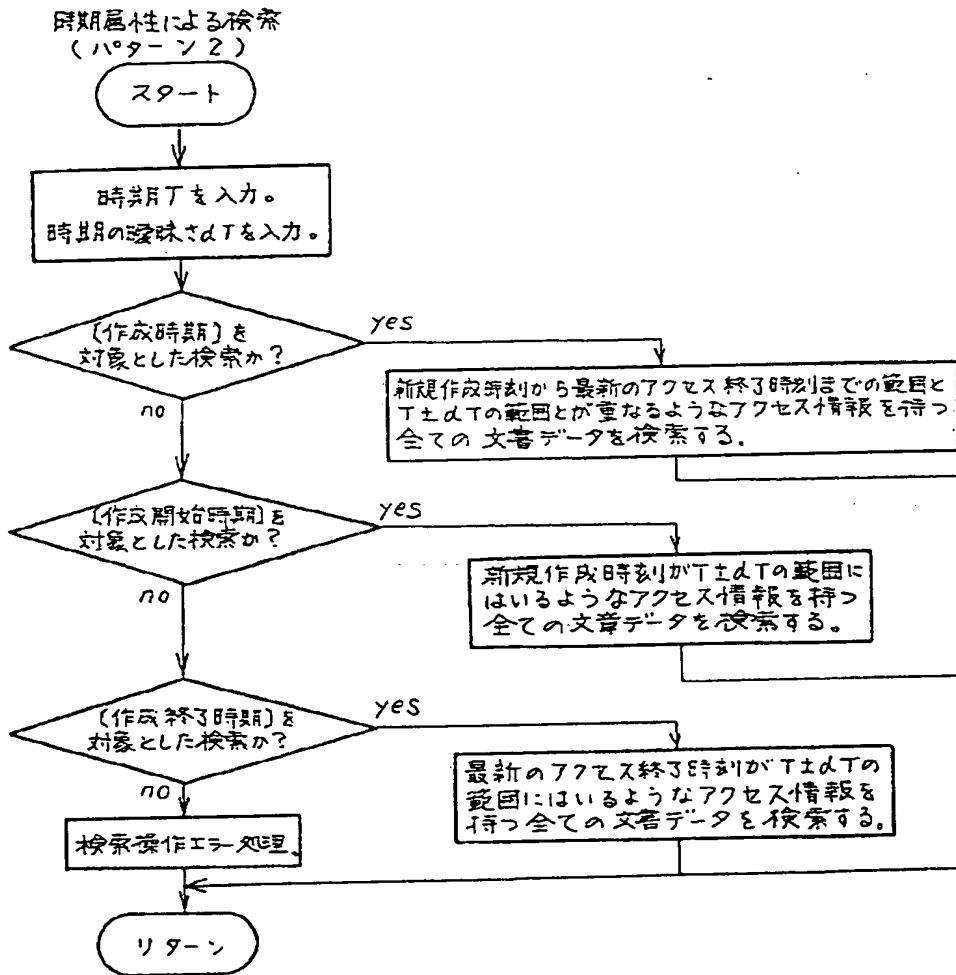 時期属性による検索
(パターン2)
スタート
時期Tを入力。
時期の曖昧さdTを入力。
〔作成時期〕を
対象とした検索か?
yes
no
新規作成時刻から最新のアクセス終了時刻までの範囲と
T±dTの範囲とが重なるようなアクセス情報を持つ
全ての文書データを検索する。
〔作成開始時期〕を
対象とした検索か?
yes
no
新規作成時刻がT±dTの範囲に
はいるようなアクセス情報を持つ
全ての文章データを検索する。
〔作成終了時期〕を
対象とした検索か?
yes
no
最新のアクセス終了時刻がT±dTの
範囲にはいるようなアクセス情報を
持つ全ての文書データを検索する。
検索操作エラー処理
リターン